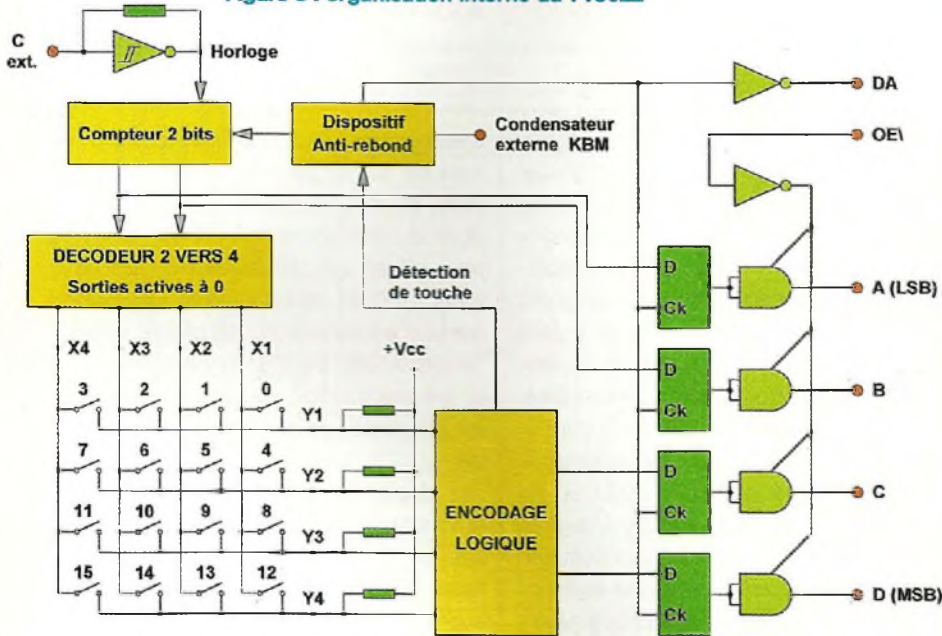 C
ext.
Horloge
Compteur 2 bits
Dispositif
Anti-rebond
Condensateur
externe KBM
DA
OE\
DECODEUR 2 VERS 4
Sorties actives à 0
Détection
de touche
+Vcc
X4 X3 X2 X1
3 2 1 0
Y1
7 6 5 4
Y2
11 10 9 8
Y3
15 14 13 12
Y4
ENCODAGE
LOGIQUE
D
Ck
A (LSB)
D
Ck
B
D
Ck
C
D
Ck
D (MSB)